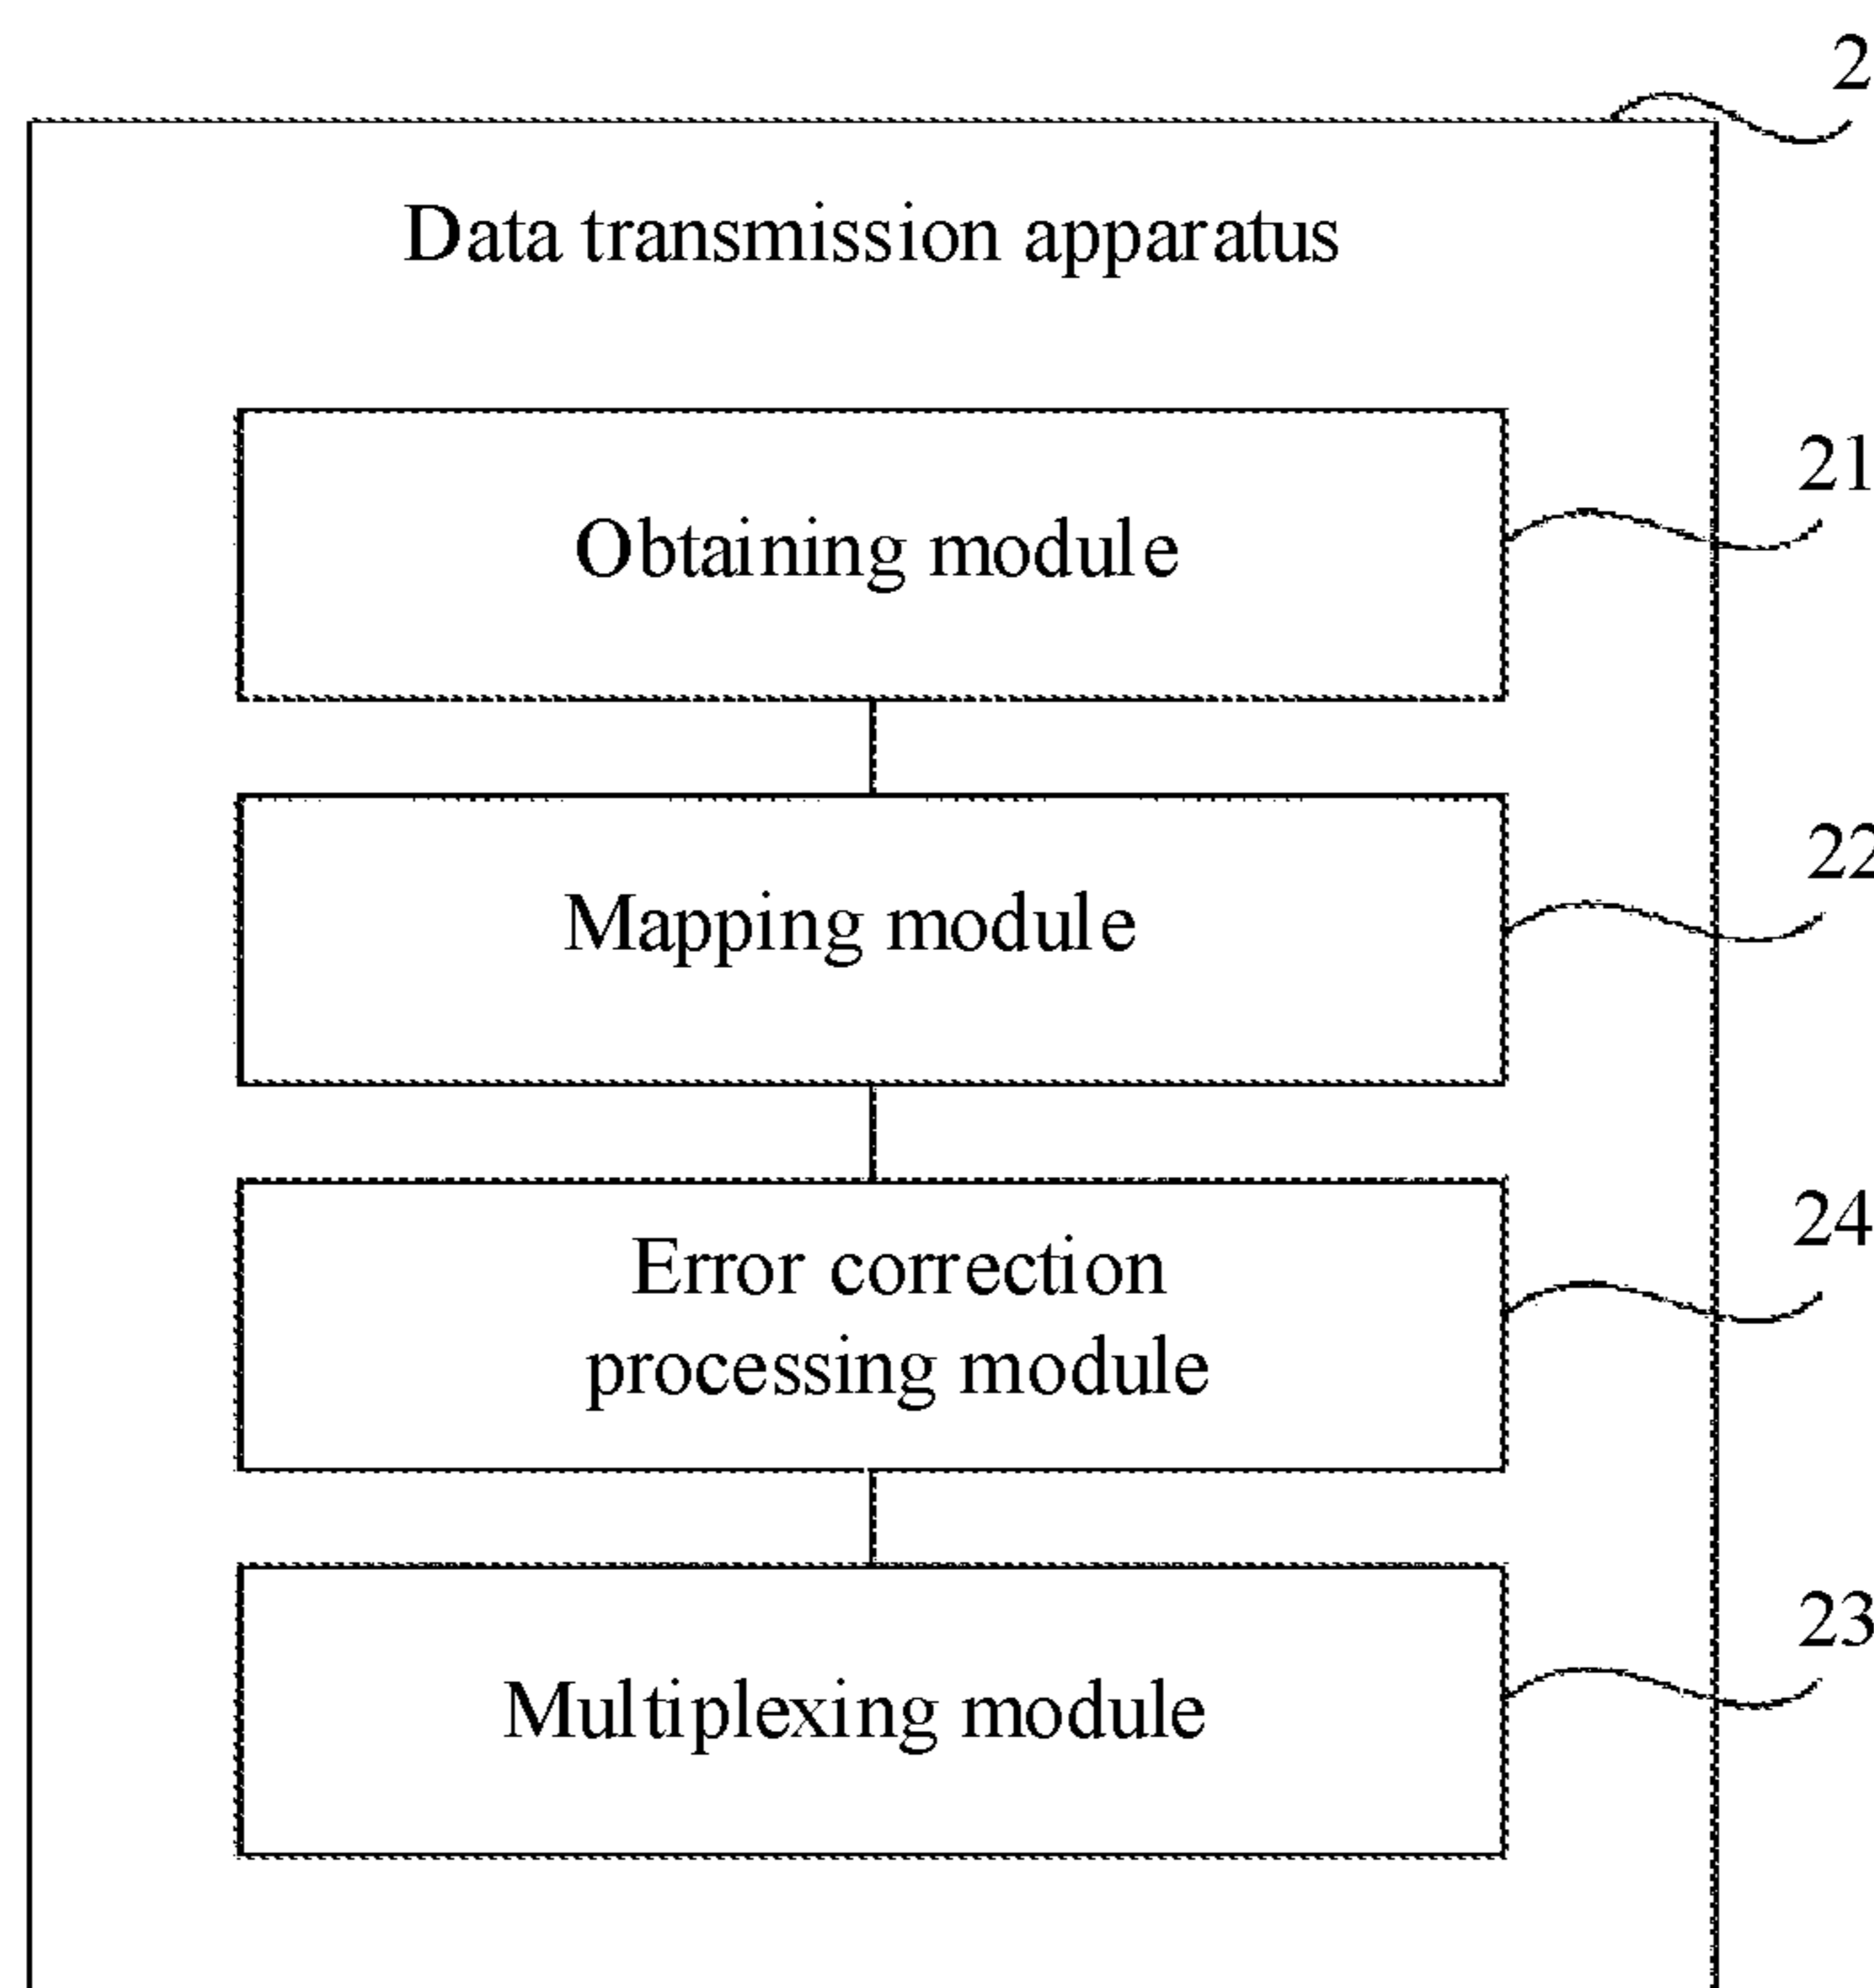 2
Data transmission apparatus
21
Obtaining module
22
Mapping module
24
Error correction
processing module
23
Multiplexing module